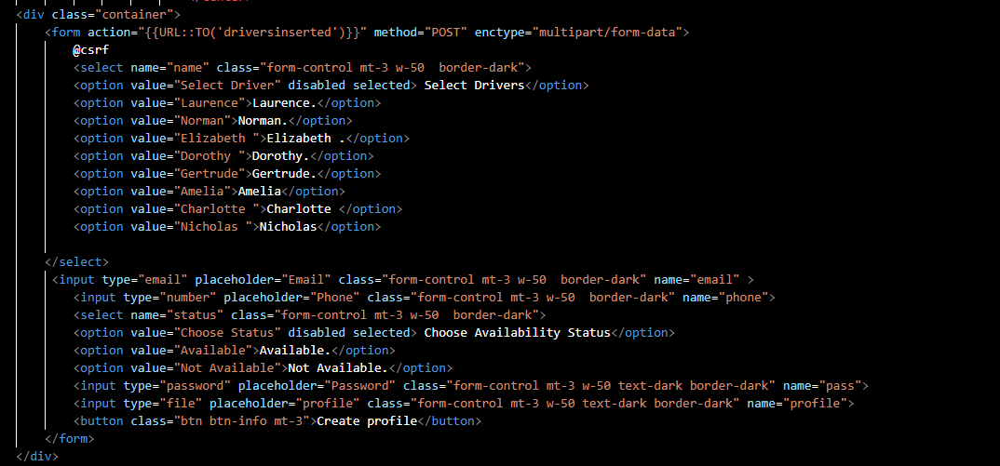 <div class="container">
<form action="{{URL::TO('driversinserted')}}" method="POST" enctype="multipart/form-data">
@csrf
<select name="name" class="form-control mt-3 w-50  border-dark">
<option value="Select Driver" disabled selected> Select Drivers</option>
<option value="Laurence">Laurence.</option>
<option value="Norman">Norman.</option>
<option value="Elizabeth ">Elizabeth .</option>
<option value="Dorothy ">Dorothy.</option>
<option value="Gertrude">Gertrude.</option>
<option value="Amelia">Amelia</option>
<option value="Charlotte ">Charlotte </option>
<option value="Nicholas ">Nicholas</option>
</select>
<input type="email" placeholder="Email" class="form-control mt-3 w-50  border-dark" name="email" >
<input type="number" placeholder="Phone" class="form-control mt-3 w-50  border-dark" name="phone">
<select name="status" class="form-control mt-3 w-50  border-dark">
<option value="Choose Status" disabled selected> Choose Availability Status</option>
<option value="Available">Available.</option>
<option value="Not Available">Not Available.</option>
<input type="password" placeholder="Password" class="form-control mt-3 w-50 text-dark border-dark" name="pass">
<input type="file" placeholder="profile" class="form-control mt-3 w-50 text-dark border-dark" name="profile">
<button class="btn btn-info mt-3">Create profile</button>
</form>
</div>